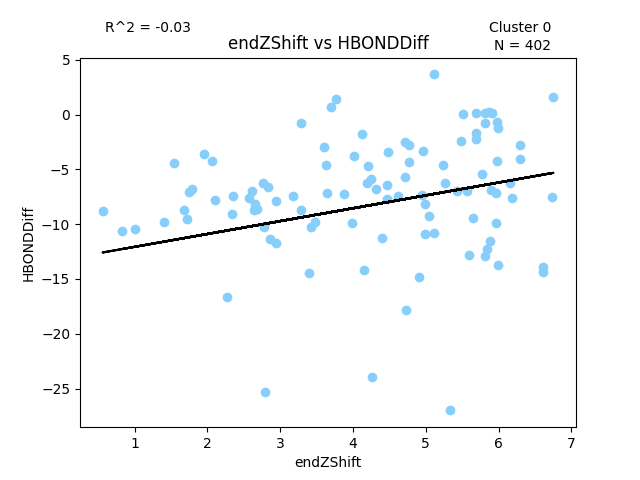 R^2 = -0.03
Cluster 0
N = 402
endZShift vs HBONDDiff
HBONDDiff
5
0
−5
−10
−15
−20
−25
1 2 3 4 5 6 7
endZShift